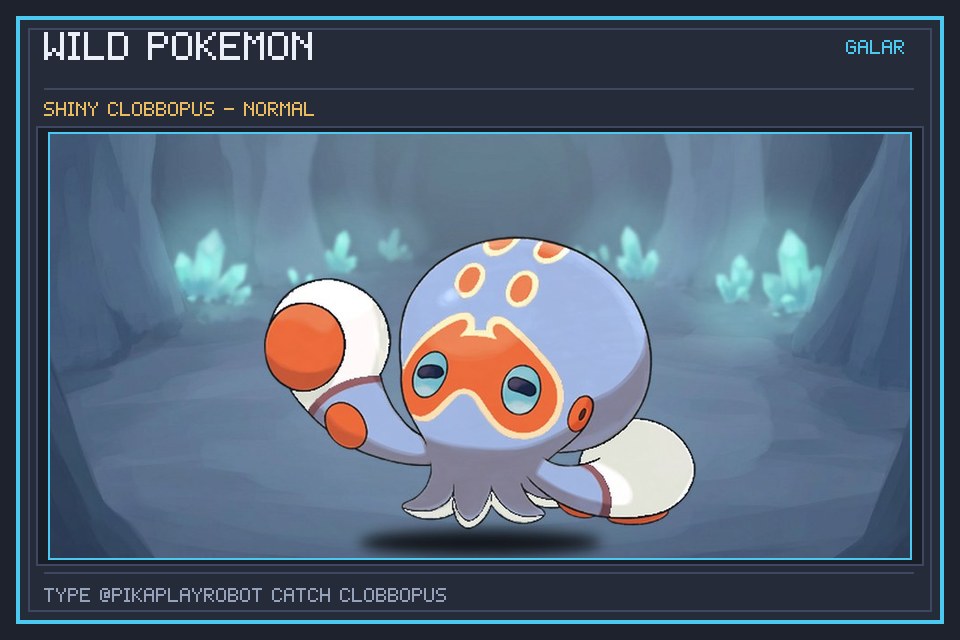 WILD POKEMON
GALAR
SHINY CLOBBOPUS - NORMAL
TYPE @PIKAPLAYROBOT CATCH CLOBBOPUS